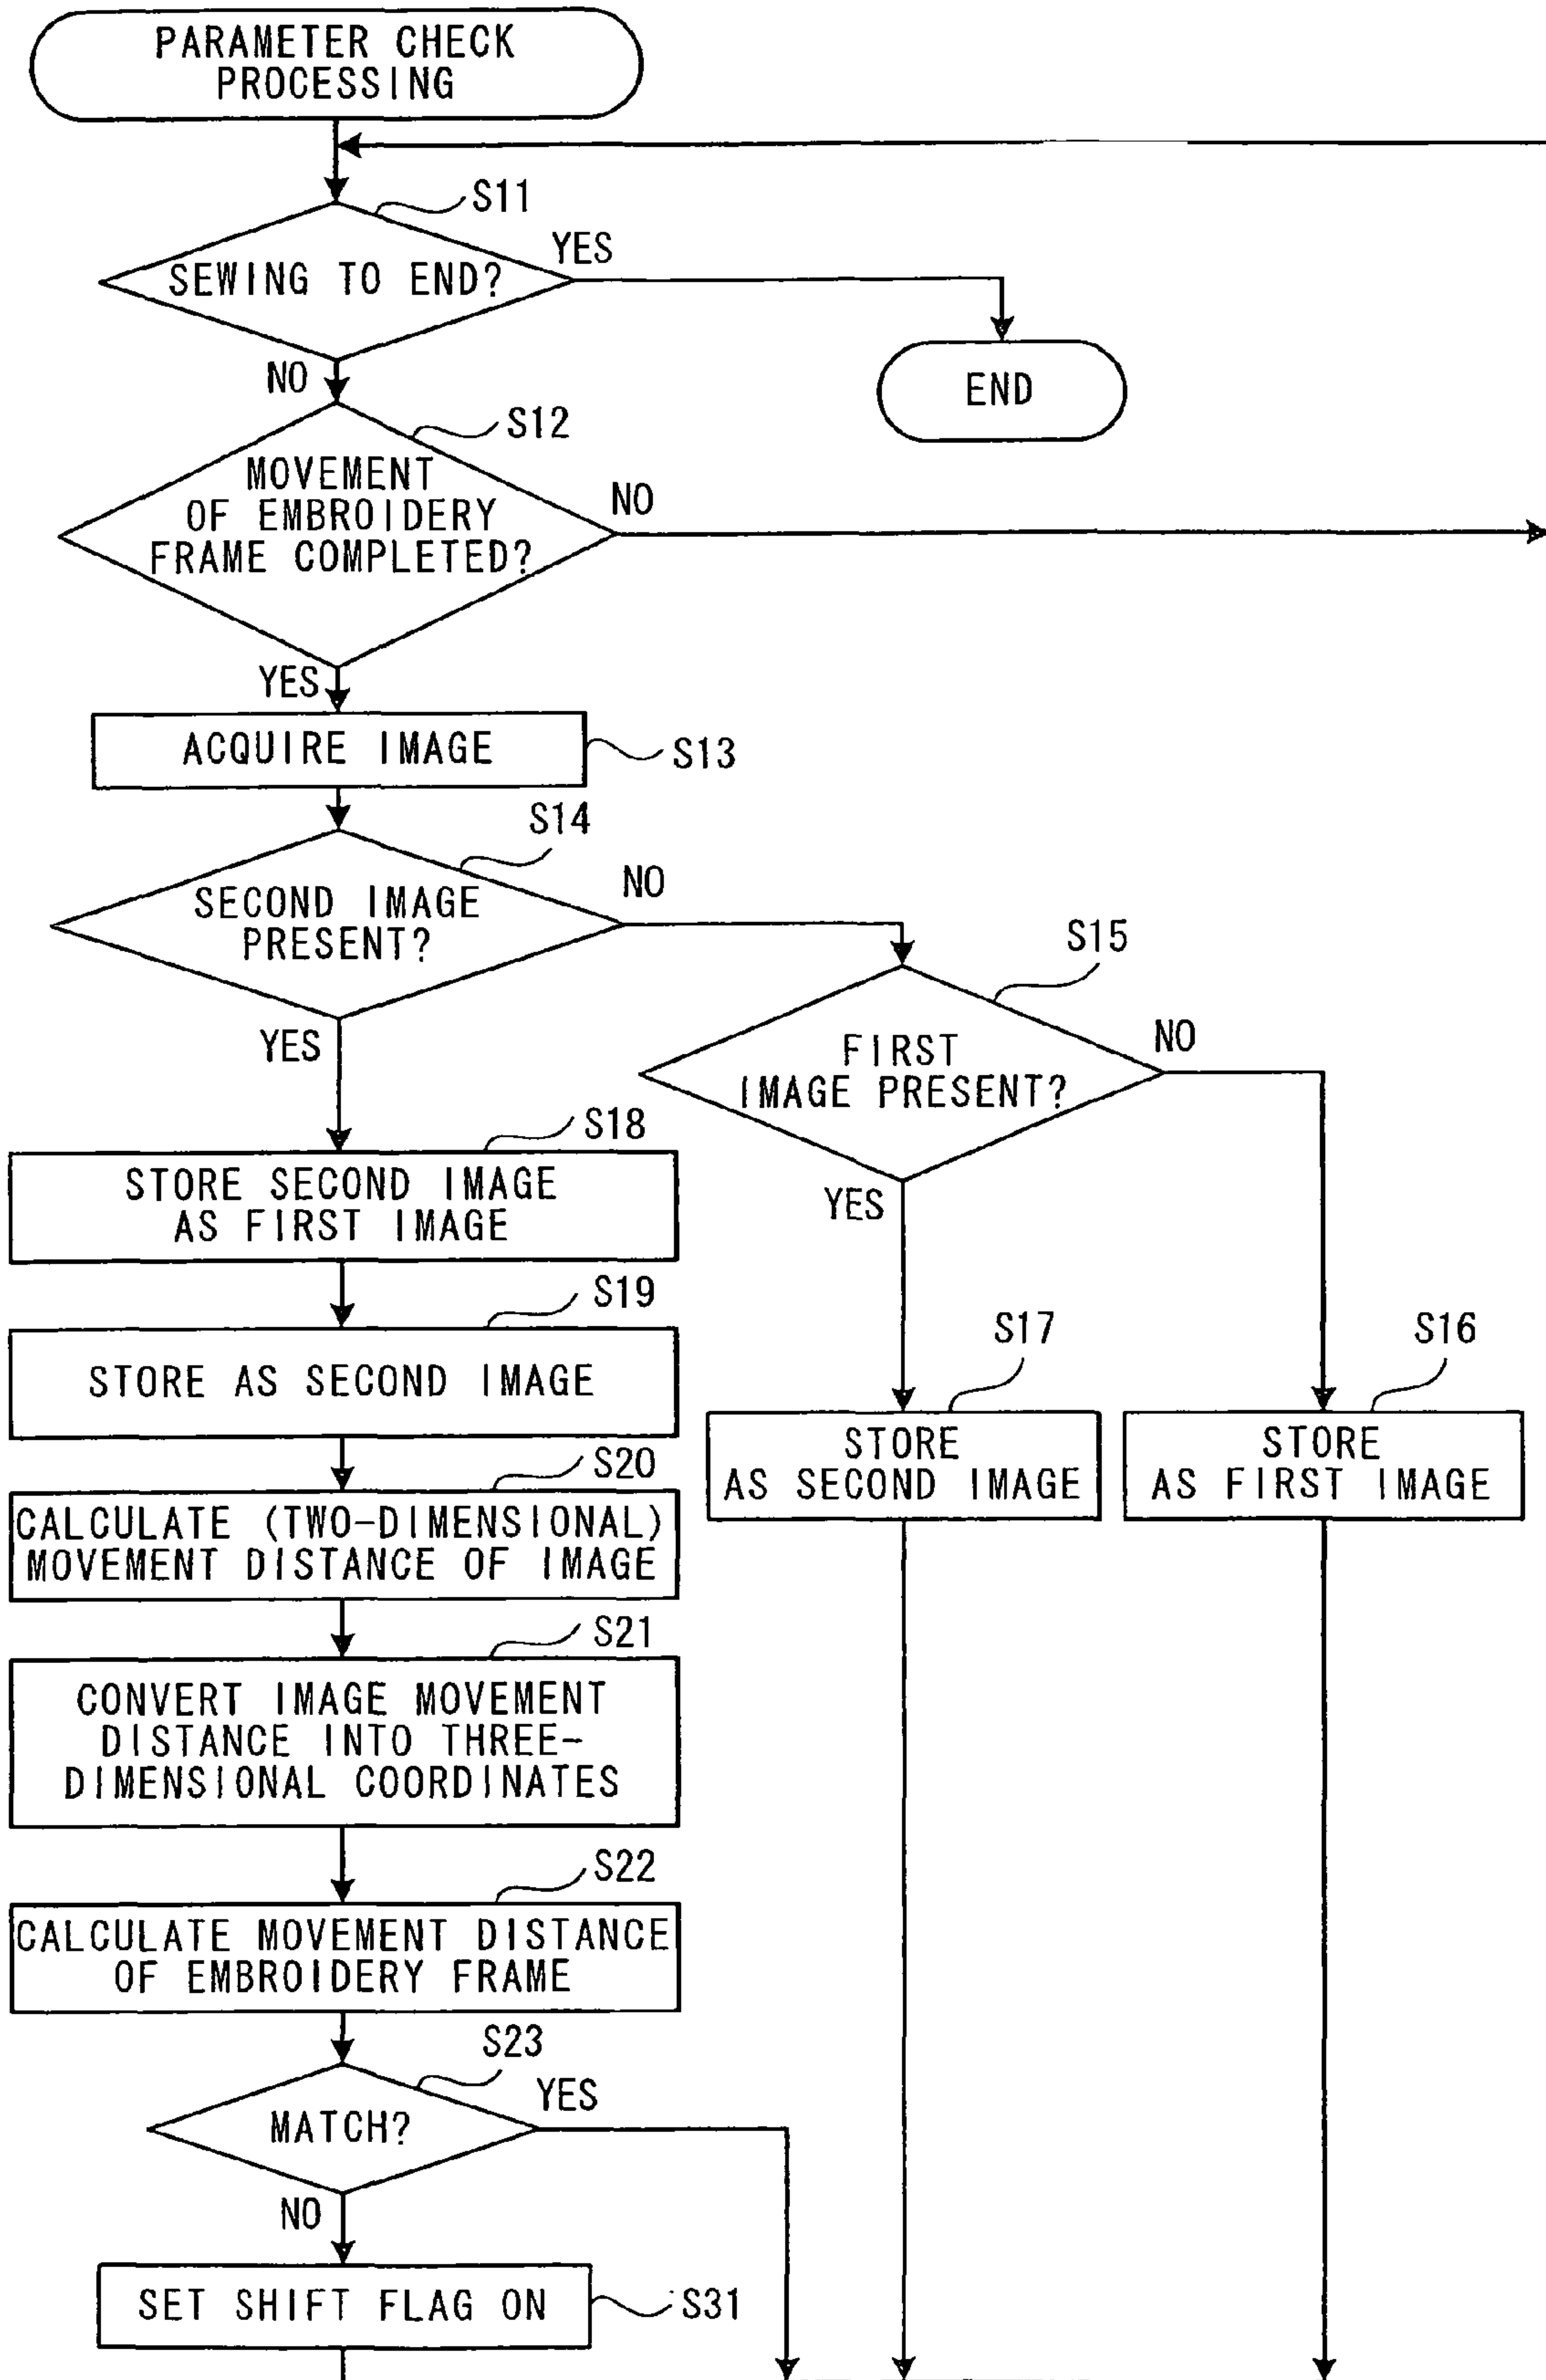 PARAMETER CHECK
PROCESSING
S11
YES
SEWING TO END?
NO
END
S12
MOVEMENT
OF EMBROIDERY
FRAME COMPLETED?
NO
YES
ACQUIRE IMAGE
S13
S14
NO
SECOND IMAGE
PRESENT?
YES
S15
FIRST
IMAGE PRESENT?
NO
YES
S18
STORE SECOND IMAGE
AS FIRST IMAGE
S19
STORE AS SECOND IMAGE
S17
STORE
AS SECOND IMAGE
S16
STORE
AS FIRST IMAGE
S20
CALCULATE (TWO-DIMENSIONAL)
MOVEMENT DISTANCE OF IMAGE
S21
CONVERT IMAGE MOVEMENT
DISTANCE INTO THREE-
DIMENSIONAL COORDINATES
S22
CALCULATE MOVEMENT DISTANCE
OF EMBROIDERY FRAME
S23
YES
MATCH?
NO
SET SHIFT FLAG ON
S31